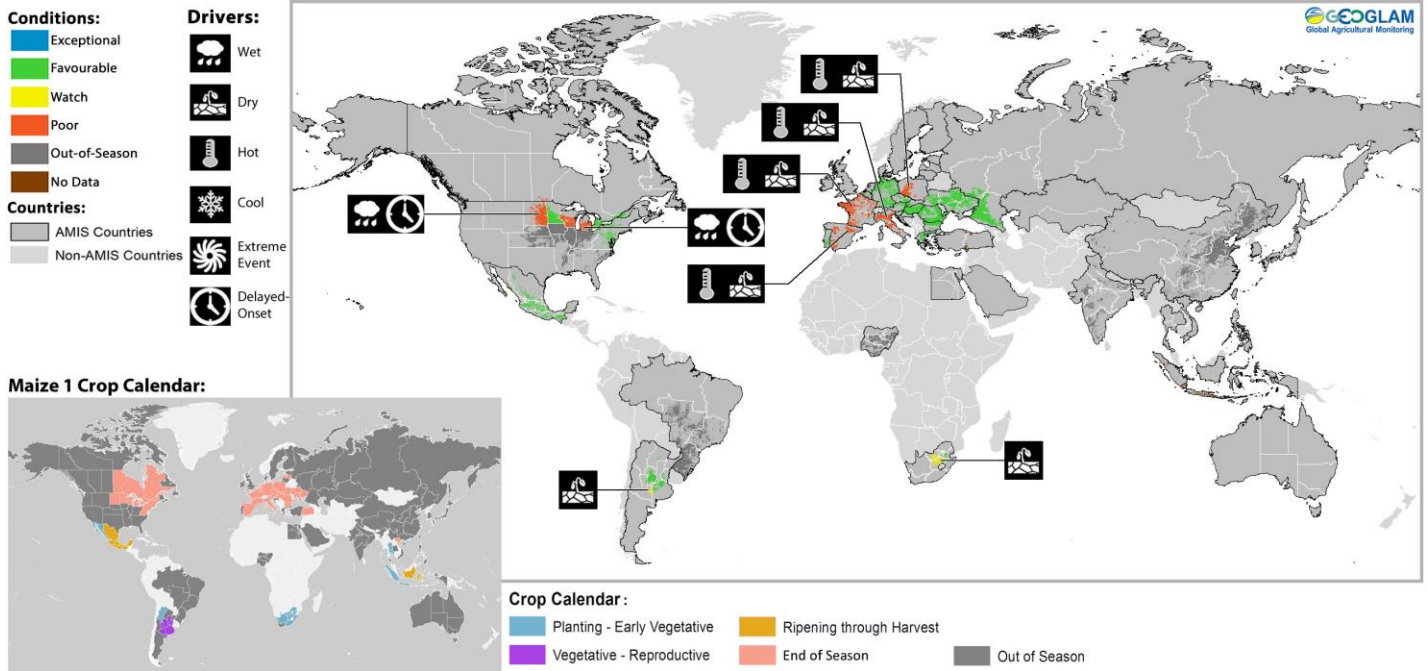 Conditions:
Exceptional
Favourable
Watch
Poor
Out-of-Season
No Data
Countries:
AMIS Countries
Non-AMIS Countries
Drivers:
Wet
Dry
Hot
Cool
Extreme
Event
Delayed-
Onset
GEOGLAM
Global Agricultural Monitoring
Maize 1 Crop Calendar:
Crop Calendar :
Planting - Early Vegetative
Ripening through Harvest
Vegetative - Reproductive
End of Season
Out of Season